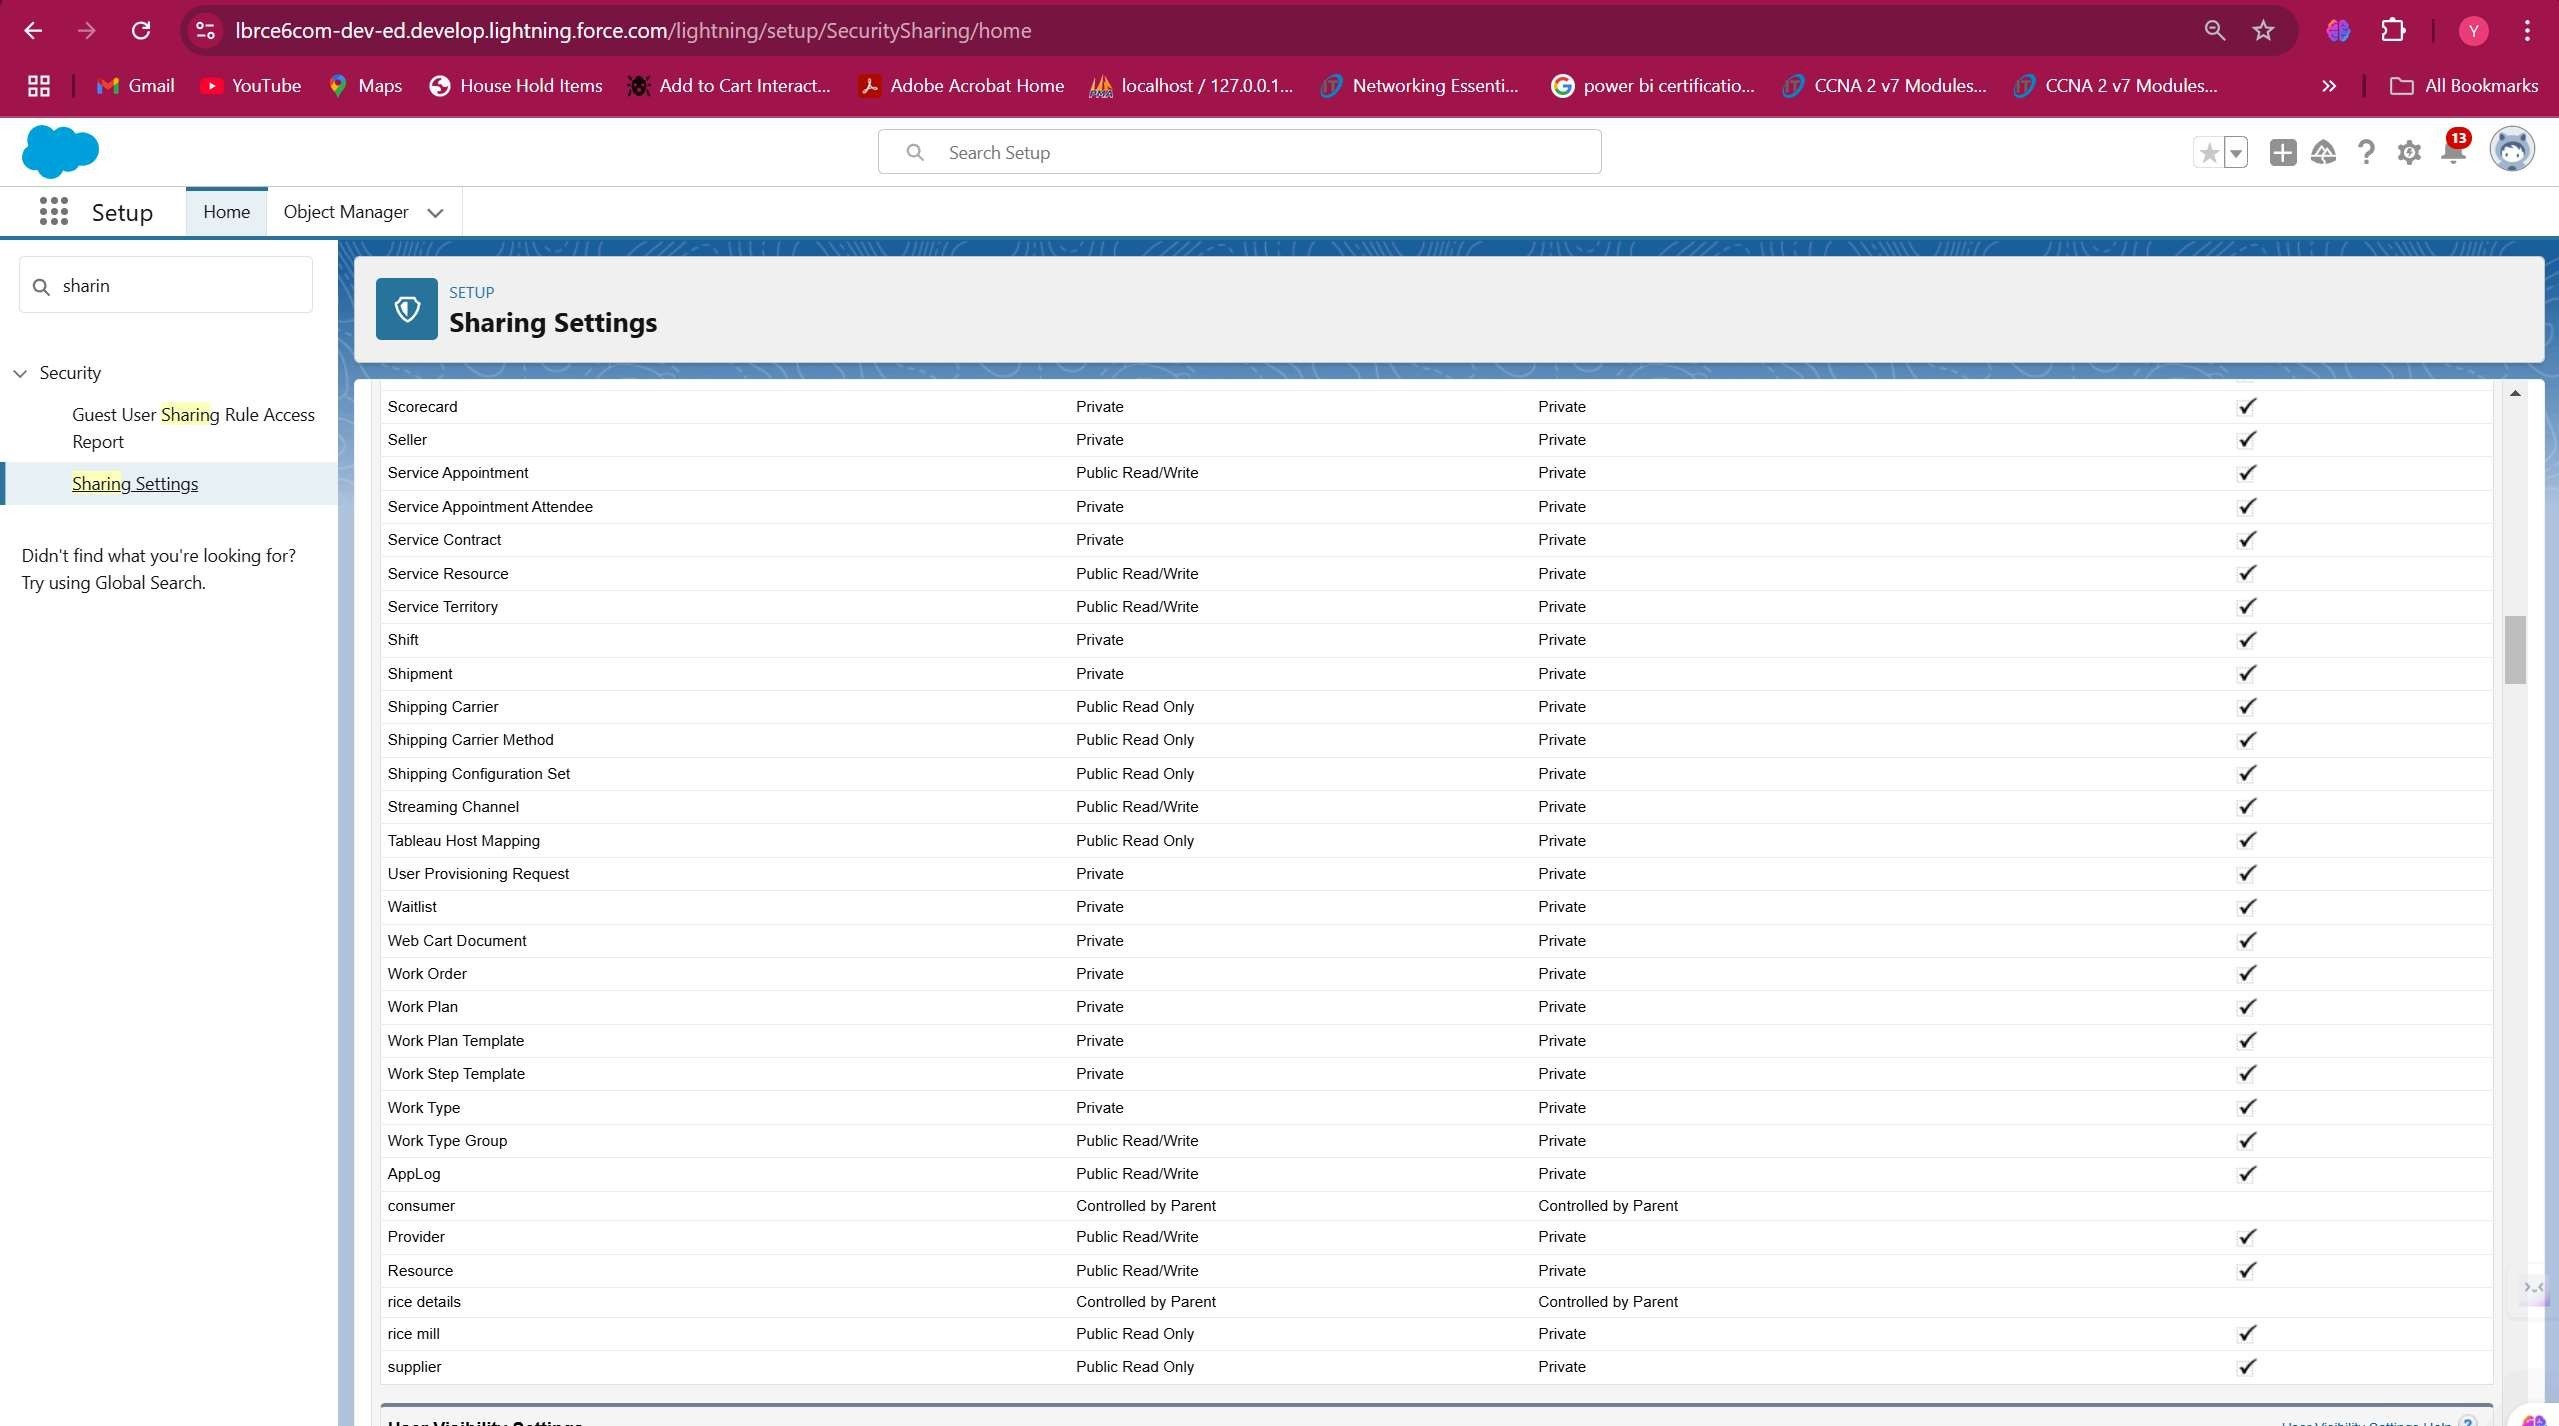 lbrce6com-dev-ed.develop.lightning.force.com/lightning/setup/SecuritySharing/home
Y
Gmail YouTube Maps House Hold Items Add to Cart Interact... Adobe Acrobat Home localhost / 127.0.0.1... Networking Essenti... power bi certificatio... CCNA 2 v7 Modules... CCNA 2 v7 Modules... » All Bookmarks
Search Setup
13
Setup Home Object Manager
sharin
Security
Guest User Sharing Rule Access
Report
Sharing Settings
Didn't find what you're looking for?
Try using Global Search.
SETUP
Sharing Settings
Scorecard Private Private
Seller Private Private
Service Appointment Public Read/Write Private
Service Appointment Attendee Private Private
Service Contract Private Private
Service Resource Public Read/Write Private
Service Territory Public Read/Write Private
Shift Private Private
Shipment Private Private
Shipping Carrier Public Read Only Private
Shipping Carrier Method Public Read Only Private
Shipping Configuration Set Public Read Only Private
Streaming Channel Public Read/Write Private
Tableau Host Mapping Public Read Only Private
User Provisioning Request Private Private
Waitlist Private Private
Web Cart Document Private Private
Work Order Private Private
Work Plan Private Private
Work Plan Template Private Private
Work Step Template Private Private
Work Type Private Private
Work Type Group Public Read/Write Private
AppLog Public Read/Write Private
consumer Controlled by Parent Controlled by Parent
Provider Public Read/Write Private
Resource Public Read/Write Private
rice details Controlled by Parent Controlled by Parent
rice mill Public Read Only Private
supplier Public Read Only Private
User Visibility Settings User Visibility Settings Help ?